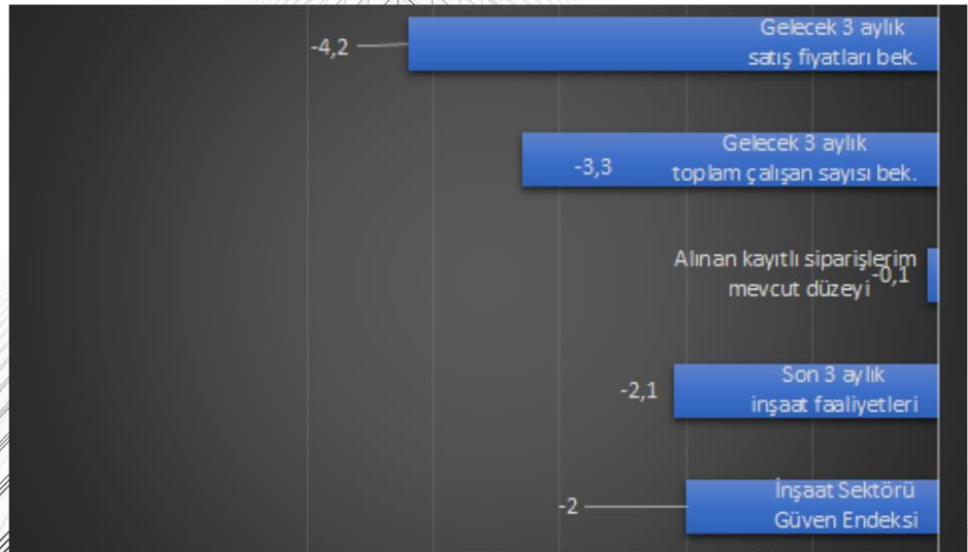 Gelecek 3 aylık
satış fiyatları bek.
-4,2
Gelecek 3 aylık
toplam çalışan sayısı bek.
-3,3
Alınan kayıtlı siparişlerim
mevcut düzeyi
-0,1
Son 3 aylık
inşaat faaliyetleri
-2,1
İnşaat Sektörü
Güven Endeksi
-2